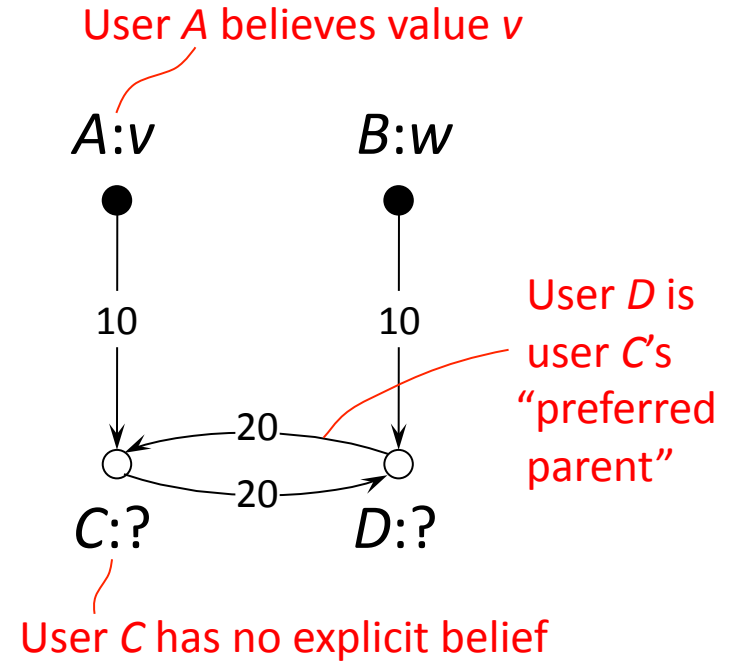 User A believes value v
A:v
B:w
10
10
User D is
user C’s
“preferred
parent”
20
20
C:?
D:?
User C has no explicit belief